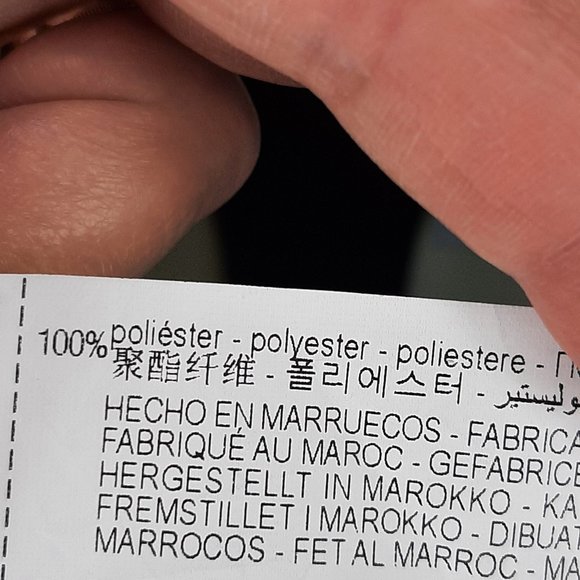 100% poliéster - polyester - poliestere -
聚酯纤维 - 폴리에스터 -
HECHO EN MARRUECOS - FABRICA
FABRIQUÉ AU MAROC - GEFABRICE
HERGESTELLT IN MAROKKO - KA
FREMSTILLET I MAROKKO - DIBUAT
MARROCOS - FET AL MARROC - MA